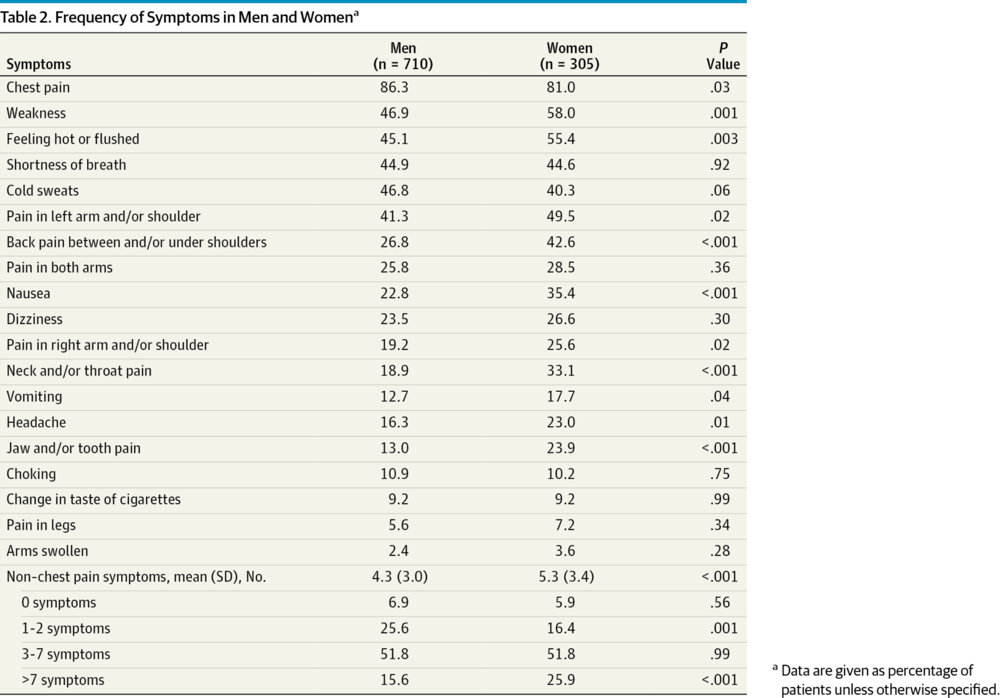 Table 2. Frequency of Symptoms in Men and Women^a
Symptoms Men (n = 710) Women (n = 305) P Value
Chest pain 86.3 81.0 .03
Weakness 46.9 58.0 .001
Feeling hot or flushed 45.1 55.4 .003
Shortness of breath 44.9 44.6 .92
Cold sweats 46.8 40.3 .06
Pain in left arm and/or shoulder 41.3 49.5 .02
Back pain between and/or under shoulders 26.8 42.6 <.001
Pain in both arms 25.8 28.5 .36
Nausea 22.8 35.4 <.001
Dizziness 23.5 26.6 .30
Pain in right arm and/or shoulder 19.2 25.6 .02
Neck and/or throat pain 18.9 33.1 <.001
Vomiting 12.7 17.7 .04
Headache 16.3 23.0 .01
Jaw and/or tooth pain 13.0 23.9 <.001
Choking 10.9 10.2 .75
Change in taste of cigarettes 9.2 9.2 .99
Pain in legs 5.6 7.2 .34
Arms swollen 2.4 3.6 .28
Non-chest pain symptoms, mean (SD), No. 4.3 (3.0) 5.3 (3.4) <.001
0 symptoms 6.9 5.9 .56
1-2 symptoms 25.6 16.4 .001
3-7 symptoms 51.8 51.8 .99
>7 symptoms 15.6 25.9 <.001
^a Data are given as percentage of
patients unless otherwise specified.